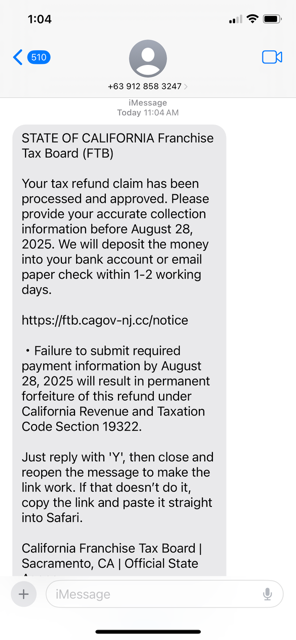 1:04
510
+63 912 858 3247
iMessage
Today 11:04 AM
STATE OF CALIFORNIA Franchise
Tax Board (FTB)
Your tax refund claim has been
processed and approved. Please
provide your accurate collection
information before August 28,
2025. We will deposit the money
into your bank account or email
paper check within 1-2 working
days.
https://ftb.cagov-nj.cc/notice
• Failure to submit required
payment information by August
28, 2025 will result in permanent
forfeiture of this refund under
California Revenue and Taxation
Code Section 19322.
Just reply with 'Y', then close and
reopen the message to make the
link work. If that doesn't do it,
copy the link and paste it straight
into Safari.
California Franchise Tax Board |
Sacramento, CA | Official State
iMessage